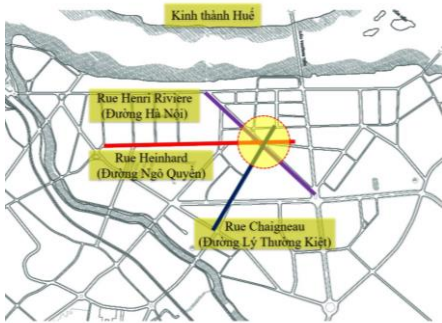 Kinh thành Huế
Rue Henri Riviere
(Đường Hà Nội)
Rue Heinhard
(Đường Ngô Quyền)
Rue Chaigneau
(Đường Lý Thường Kiệt)